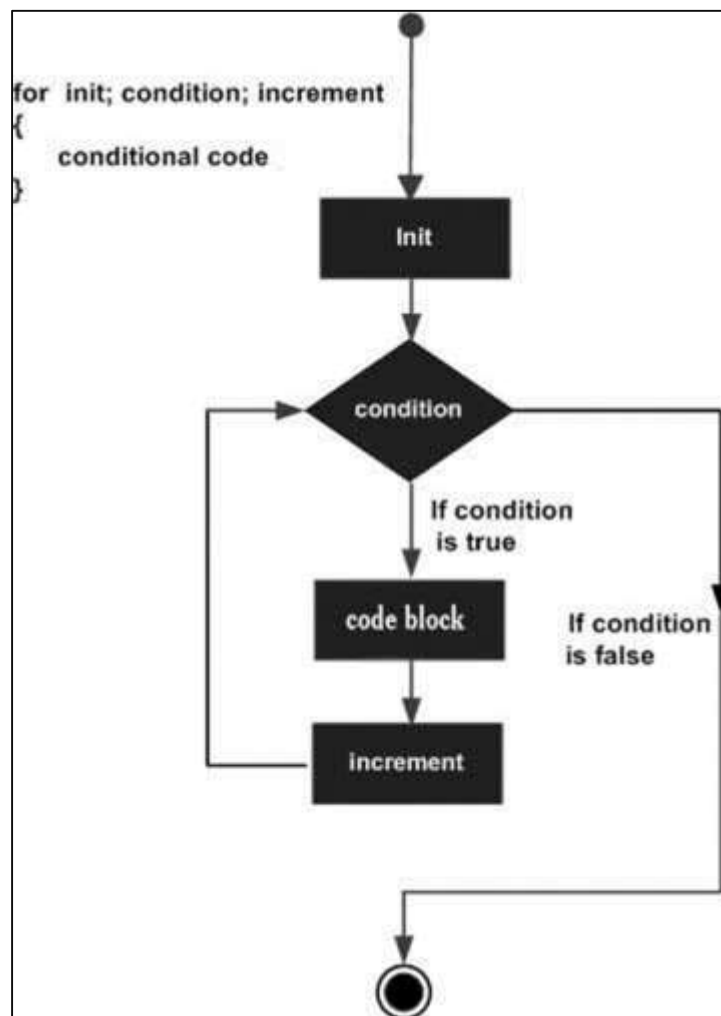 for init; condition; increment
{
conditional code
}
Init
condition
If condition
is true
code block
If condition
is false
increment